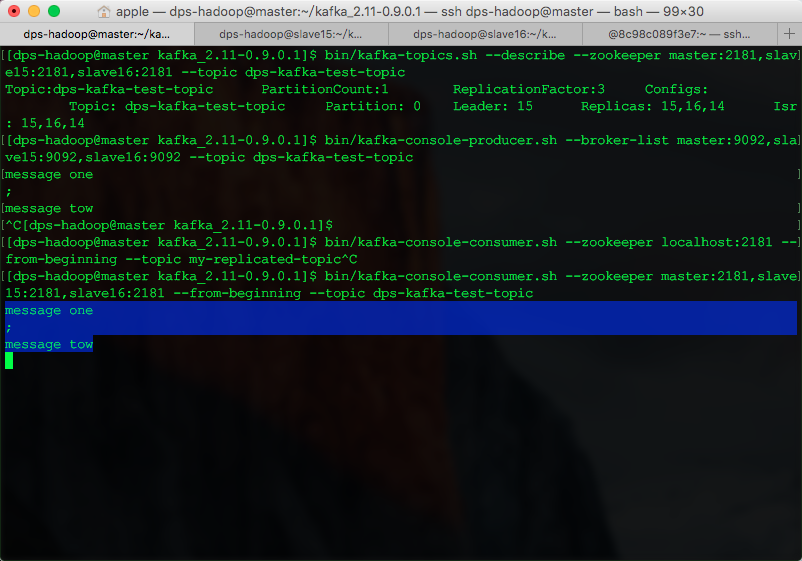 apple — dps-hadoop@master:~/kafka_2.11-0.9.0.1 — ssh dps-hadoop@master — bash — 99×30
dps-hadoop@master:~/ka... dps-hadoop@slave15:~/k... dps-hadoop@slave16:~/k... @8c98c089f3e7:~ — ssh... +
[[dps-hadoop@master kafka_2.11-0.9.0.1]$ bin/kafka-topics.sh --describe --zookeeper master:2181,slav]
e15:2181,slave16:2181 --topic dps-kafka-test-topic
Topic:dps-kafka-test-topic PartitionCount:1 ReplicationFactor:3 Configs:
Topic: dps-kafka-test-topic Partition: 0 Leader: 15 Replicas: 15,16,14 Isr
: 15,16,14
[[dps-hadoop@master kafka_2.11-0.9.0.1]$ bin/kafka-console-producer.sh --broker-list master:9092,sla]
ve15:9092,slave16:9092 --topic dps-kafka-test-topic
[message one ]
;
[message tow ]
[^C[dps-hadoop@master kafka_2.11-0.9.0.1]$ ]
[[dps-hadoop@master kafka_2.11-0.9.0.1]$ bin/kafka-console-consumer.sh --zookeeper localhost:2181 --]
from-beginning --topic my-replicated-topic^C
[[dps-hadoop@master kafka_2.11-0.9.0.1]$ bin/kafka-console-consumer.sh --zookeeper master:2181,slave]
15:2181,slave16:2181 --from-beginning --topic dps-kafka-test-topic
message one
;
message tow